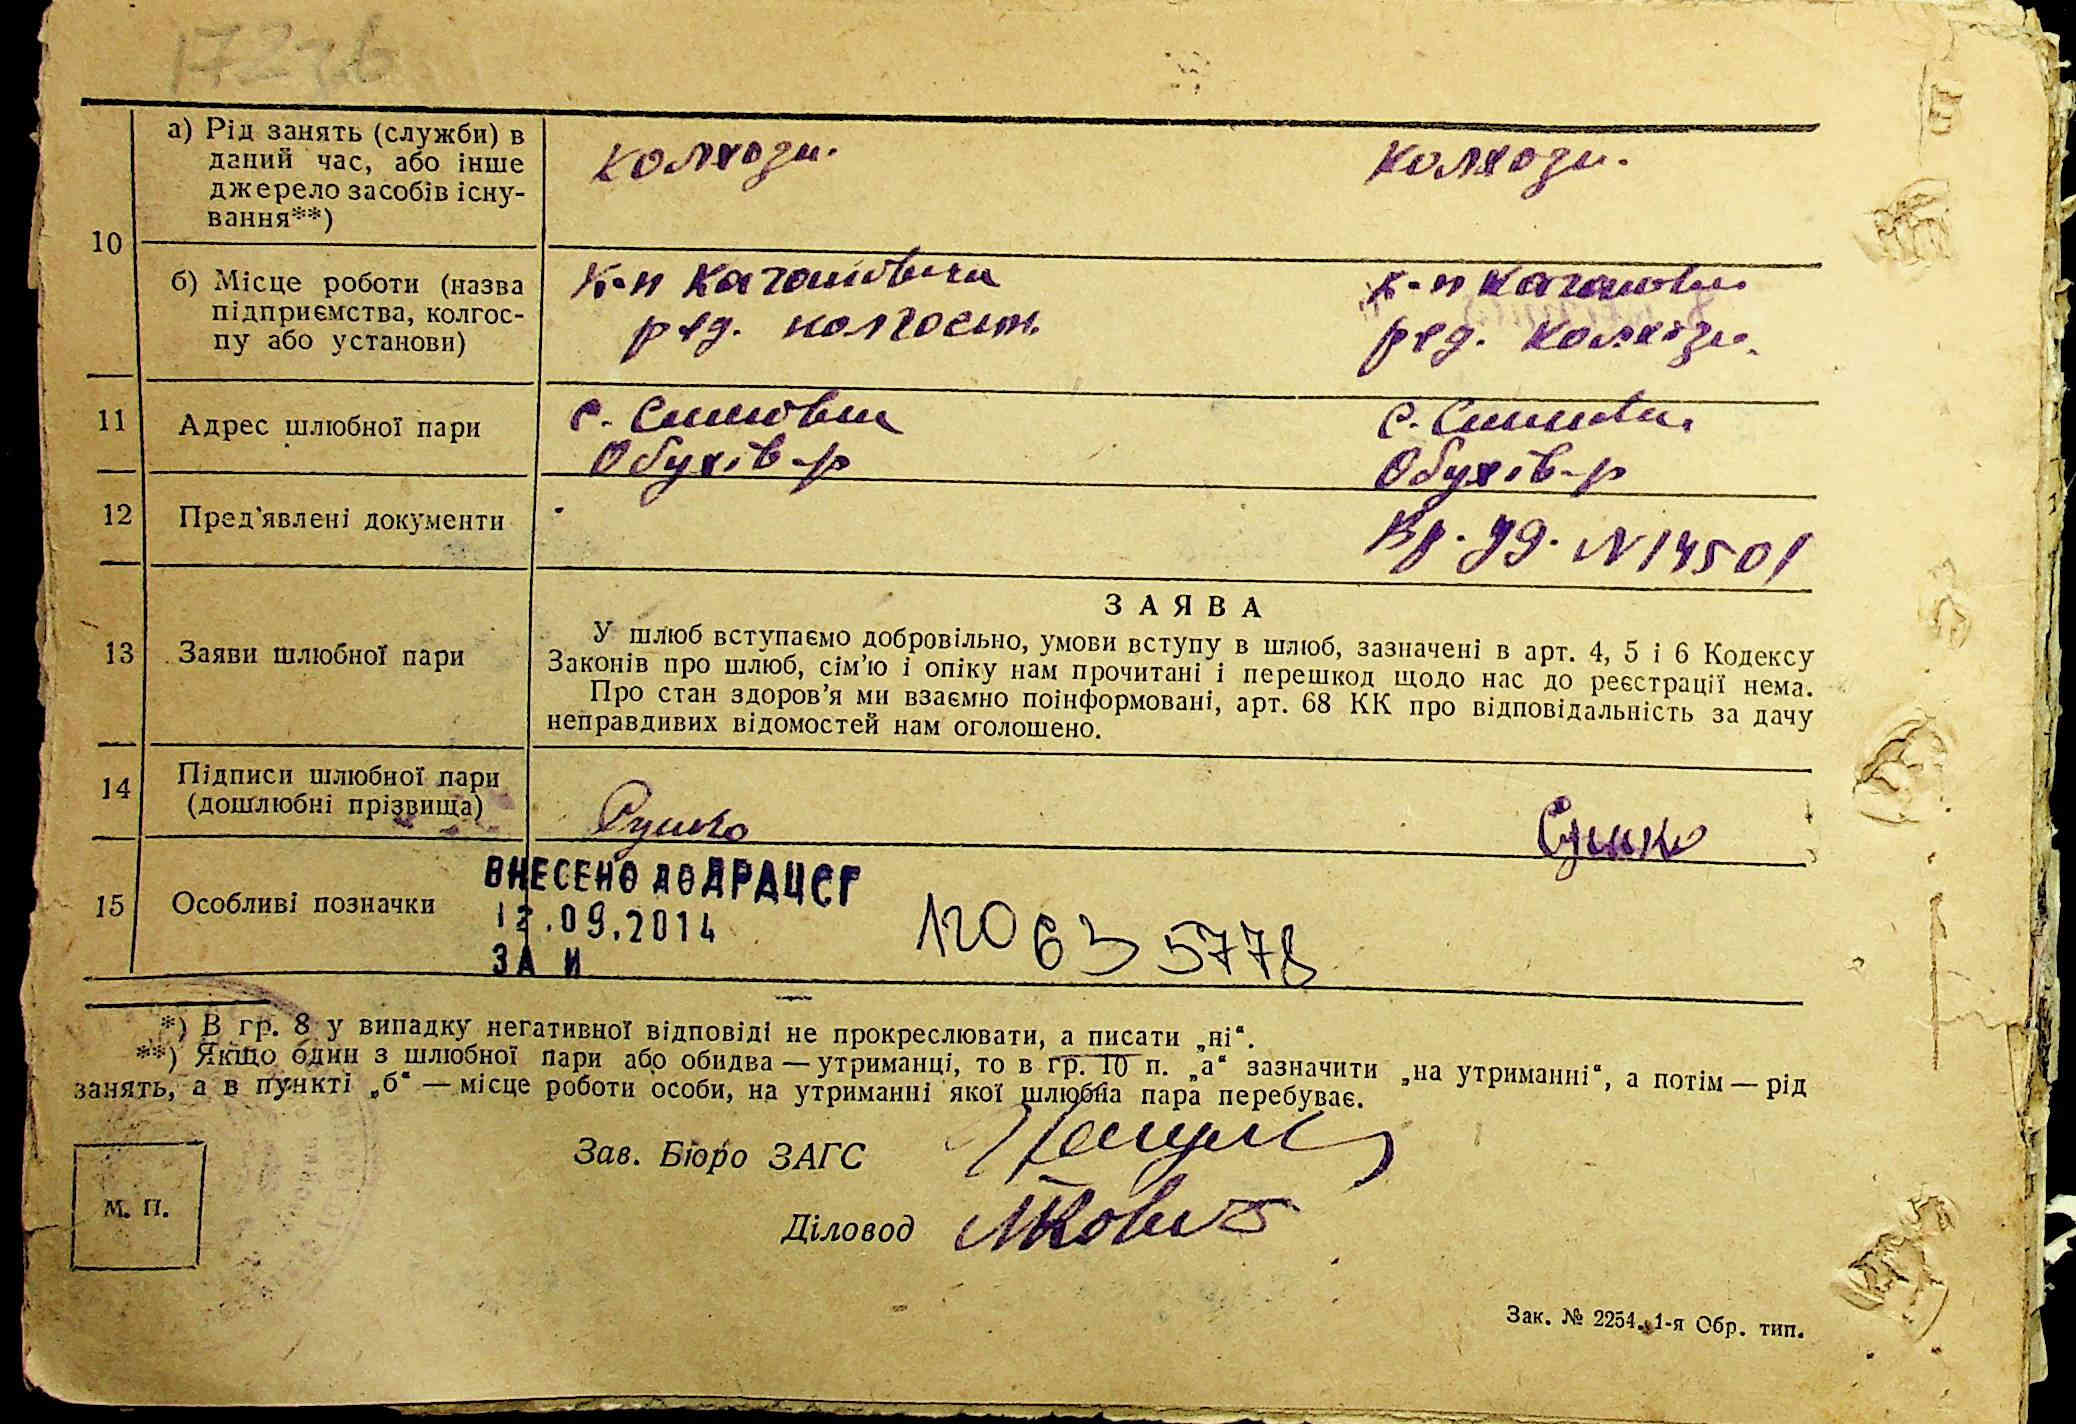 17276
10
а) Рід занять (служби) в
даний час, або інше
джерело засобів існу-
вання**)
колхозн.
колхозн.
б) Місце роботи (назва
підприємства, колгос-
пу або установи)
к-п Кагановича
к-п Каганови
ряд. колгосп.
ряд. колхозн.
11
Адрес шлюбної пари
с.
с.
Обухів-р
Обухів-р
12
Пред'явлені документи
Вр. уд. N 14501
13
Заяви шлюбної пари
ЗАЯВА
У шлюб вступаємо добровільно, умови вступу в шлюб, зазначені в арт. 4, 5 і 6 Кодексу
Законів про шлюб, сім'ю і опіку нам прочитані і перешкод щодо нас до реєстрації нема.
Про стан здоров'я ми взаємно поінформовані, арт. 68 КК про відповідальність за дачу
неправдивих відомостей нам оголошено.
14
Підписи шлюбної пари
(дошлюбні прізвища)
15
Особливі позначки
ВНЕСЕНО ДО ДРАЦСГ
12.09.2014
ЗА И
120635778
*) В гр. 8 у випадку негативної відповіді не прокреслювати, а писати „ні“.
**) Якщо один з шлюбної пари або обидва — утриманці, то в гр. 10 п. „а“ зазначити „на утриманні“, а потім — рід
занять, а в пункті „б“ — місце роботи особи, на утриманні якої шлюбна пара перебуває.
Зав. Бюро ЗАГС
Діловод
М. П.
Зак. № 2254. 1-я Обр. тип.